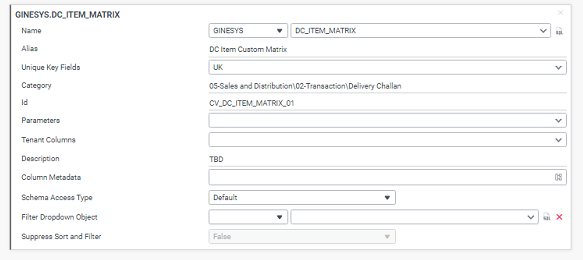 GINESYS.DC_ITEM_MATRIX
Name GINESYS DC_ITEM_MATRIX
Alias DC Item Custom Matrix
Unique Key Fields UK
Category 05-Sales and Distribution\02-Transaction\Delivery Challan
Id CV_DC_ITEM_MATRIX_01
Parameters
Tenant Columns
Description TBD
Column Metadata
Schema Access Type Default
Filter Dropdown Object
Suppress Sort and Filter False